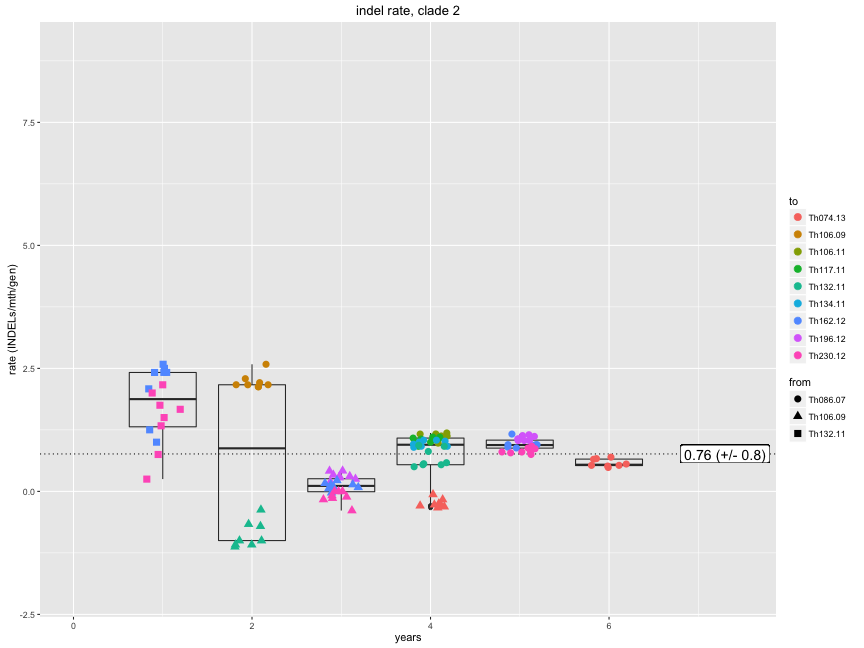 indel rate, clade 2
rate (INDELs/mth/gen)
7.5
5.0
2.5
0.0
-2.5
0
2
4
6
years
0.76 (+/- 0.8)
to
Th074.13
Th106.09
Th106.11
Th117.11
Th132.11
Th134.11
Th162.12
Th196.12
Th230.12
from
Th086.07
Th106.09
Th132.11